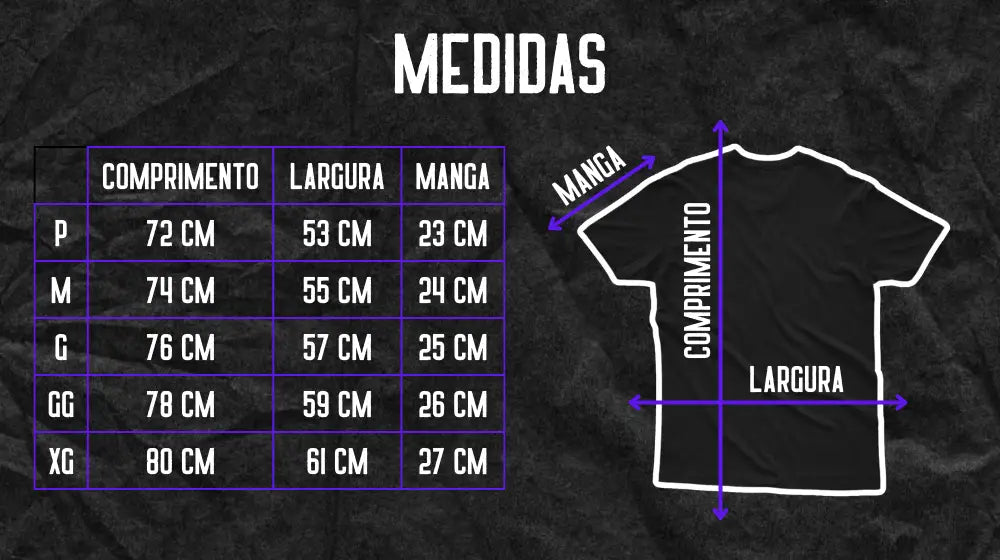 MEDIDAS
COMPRIMENTO LARGURA MANGA
P 72 CM 53 CM 23 CM
M 74 CM 55 CM 24 CM
G 76 CM 57 CM 25 CM
GG 78 CM 59 CM 26 CM
XG 80 CM 61 CM 27 CM
MANGA
COMPRIMENTO
LARGURA